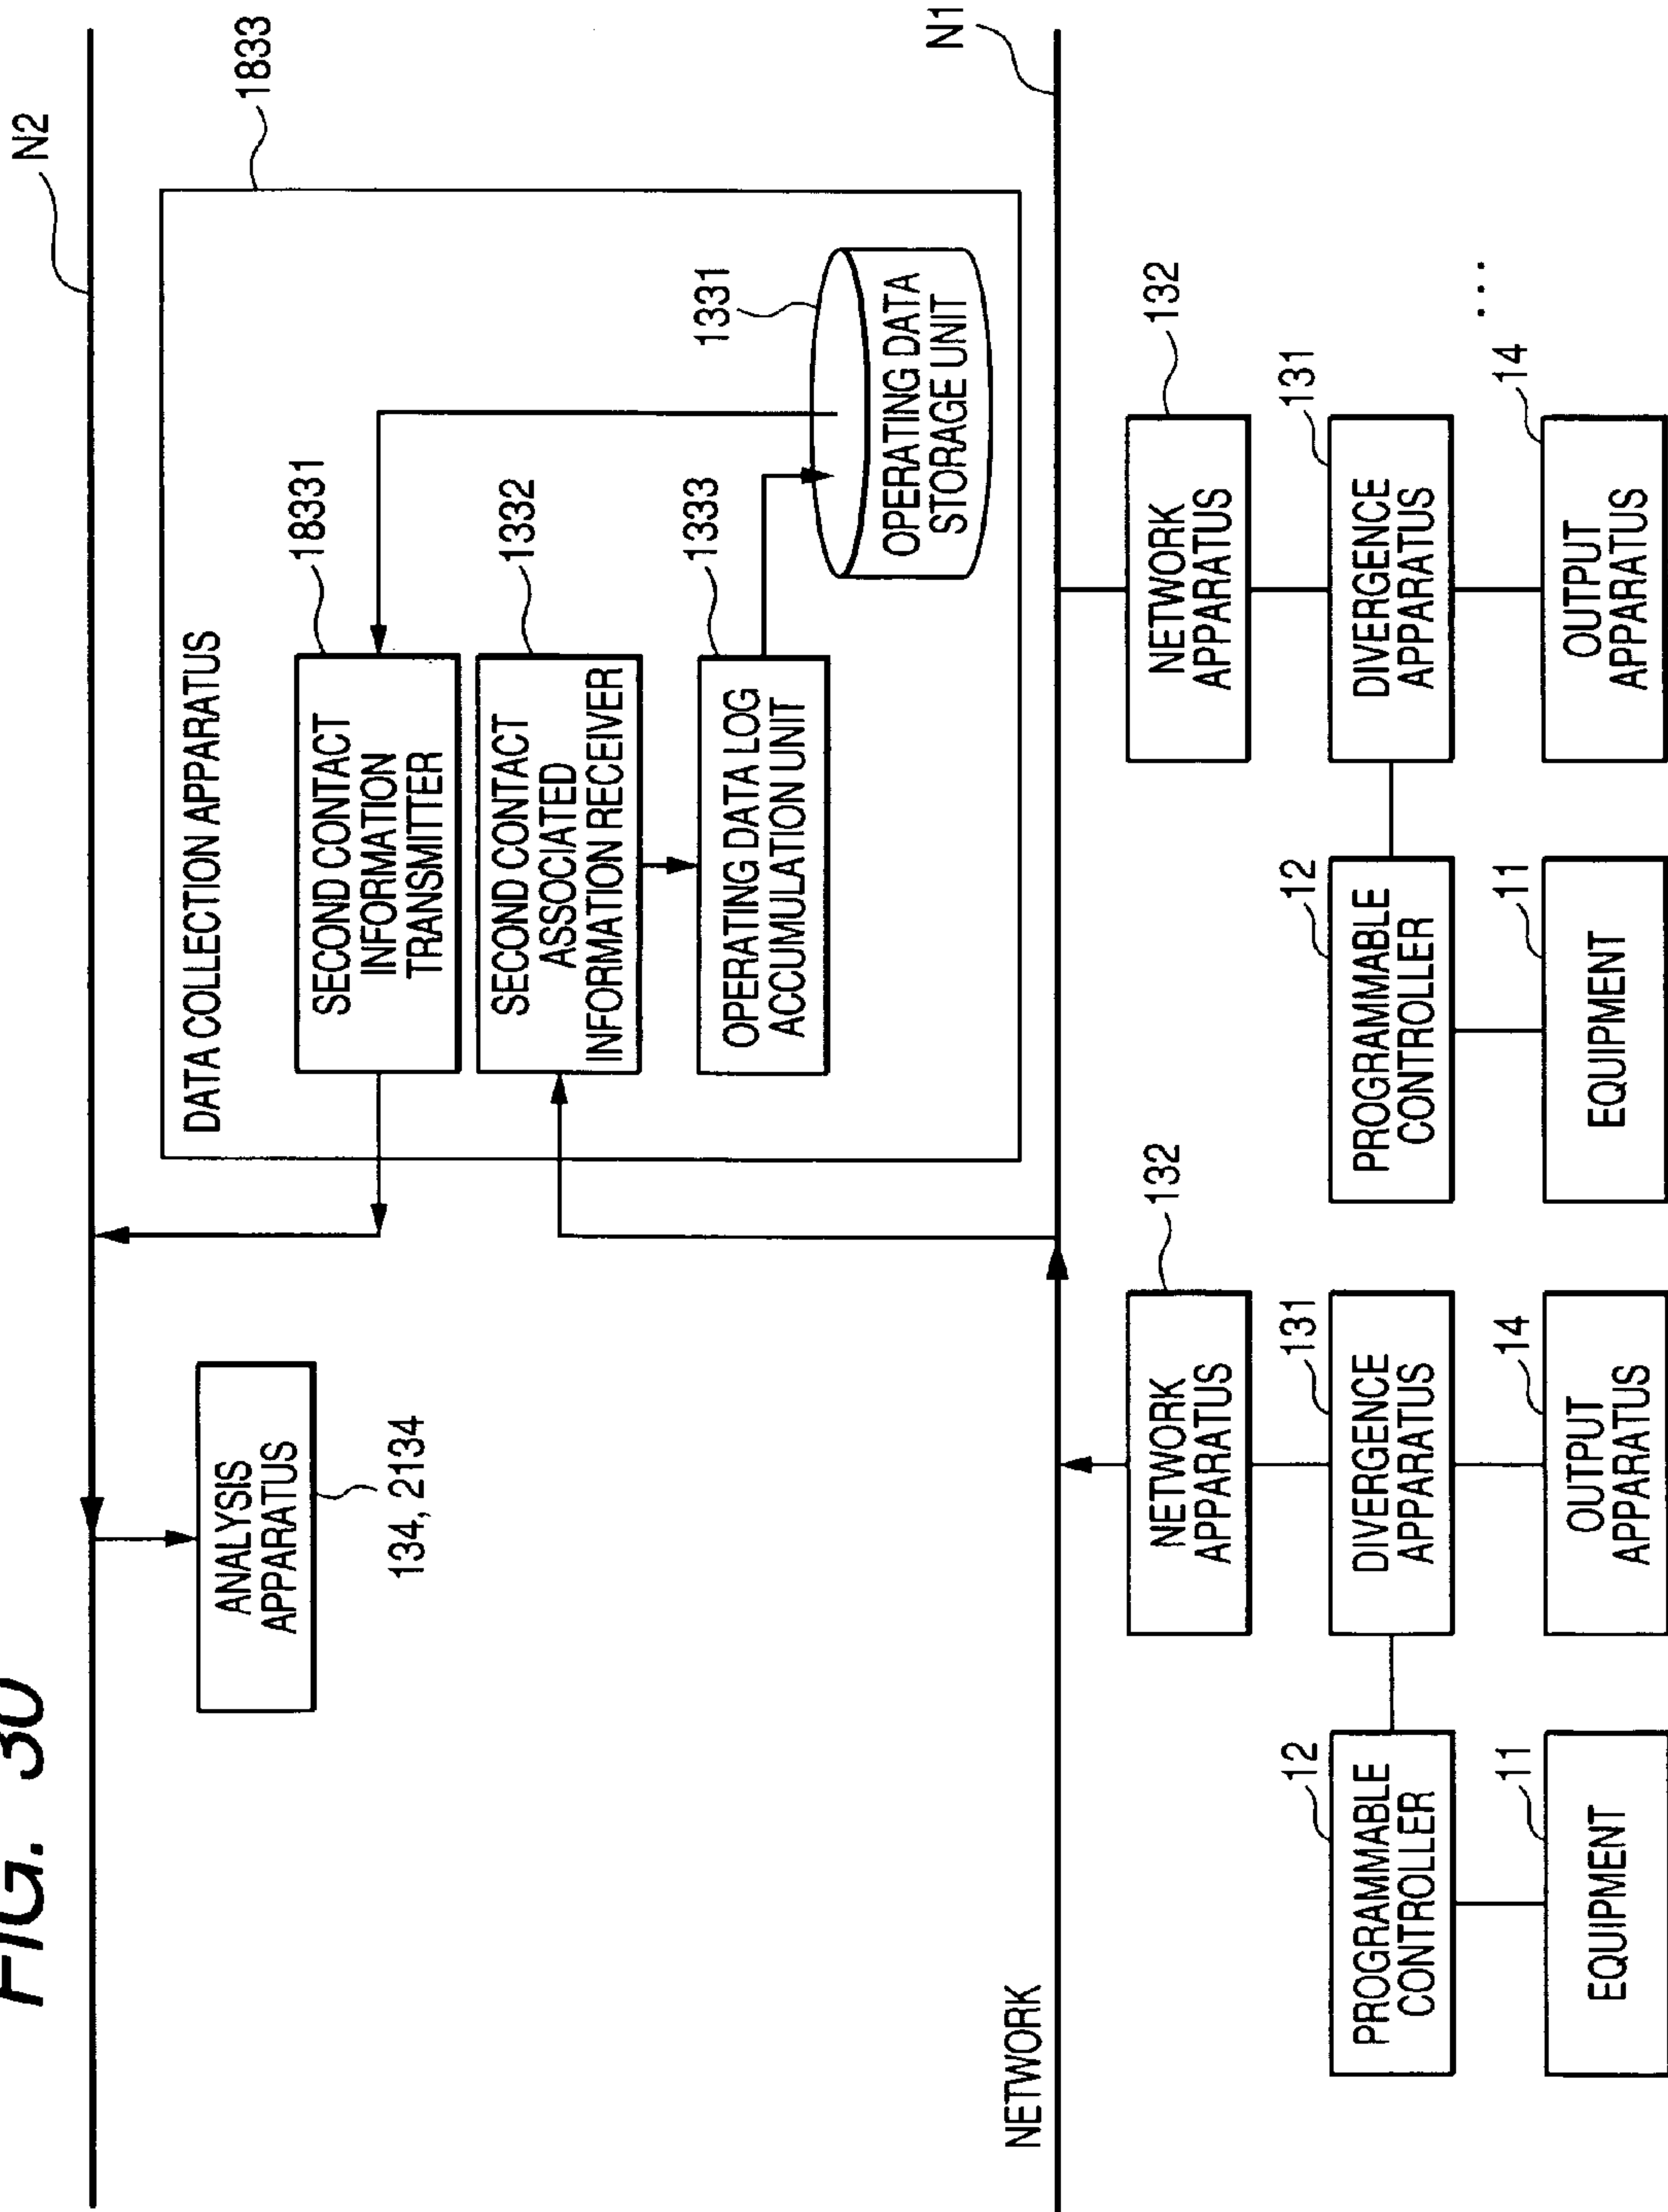 FIG. 30
N2
1833
DATA COLLECTION APPARATUS
18331
SECOND CONTACT
INFORMATION
TRANSMITTER
1332
SECOND CONTACT
ASSOCIATED
INFORMATION RECEIVER
1333
OPERATING DATA LOG
ACCUMULATION UNIT
1331
OPERATING DATA
STORAGE UNIT
ANALYSIS
APPARATUS
134, 2134
NETWORK
N1
132
NETWORK
APPARATUS
131
DIVERGENCE
APPARATUS
12
PROGRAMMABLE
CONTROLLER
14
OUTPUT
APPARATUS
11
EQUIPMENT
132
NETWORK
APPARATUS
131
DIVERGENCE
APPARATUS
12
PROGRAMMABLE
CONTROLLER
14
OUTPUT
APPARATUS
11
EQUIPMENT
...